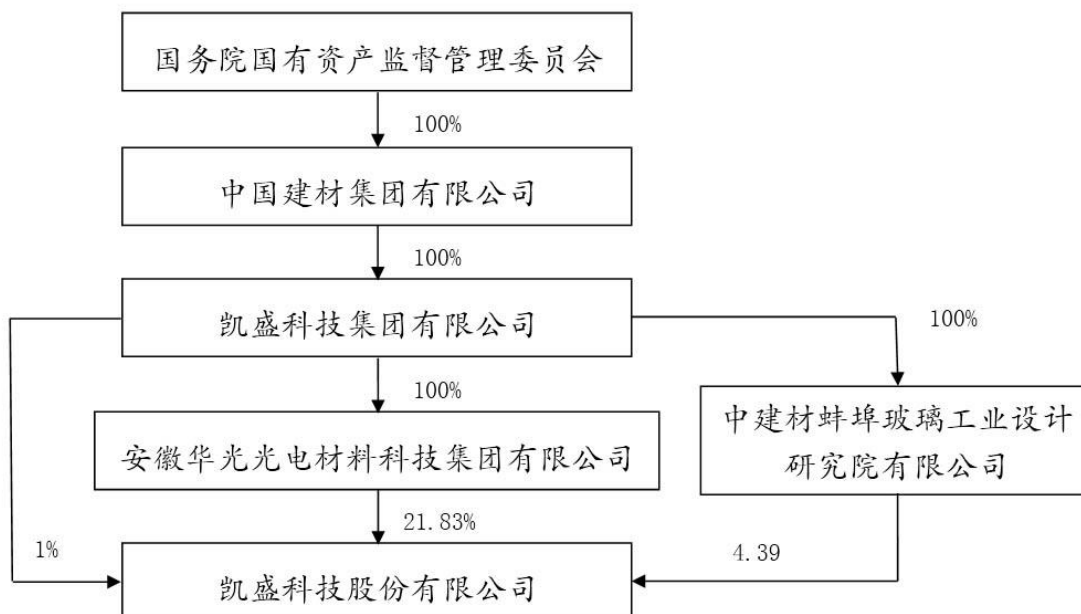 国务院国有资产监督管理委员会
100%
中国建材集团有限公司
100%
凯盛科技集团有限公司
100%
100%
安徽华光光电材料科技集团有限公司
中建材蚌埠玻璃工业设计
研究院有限公司
21.83%
1%
4.39
凯盛科技股份有限公司